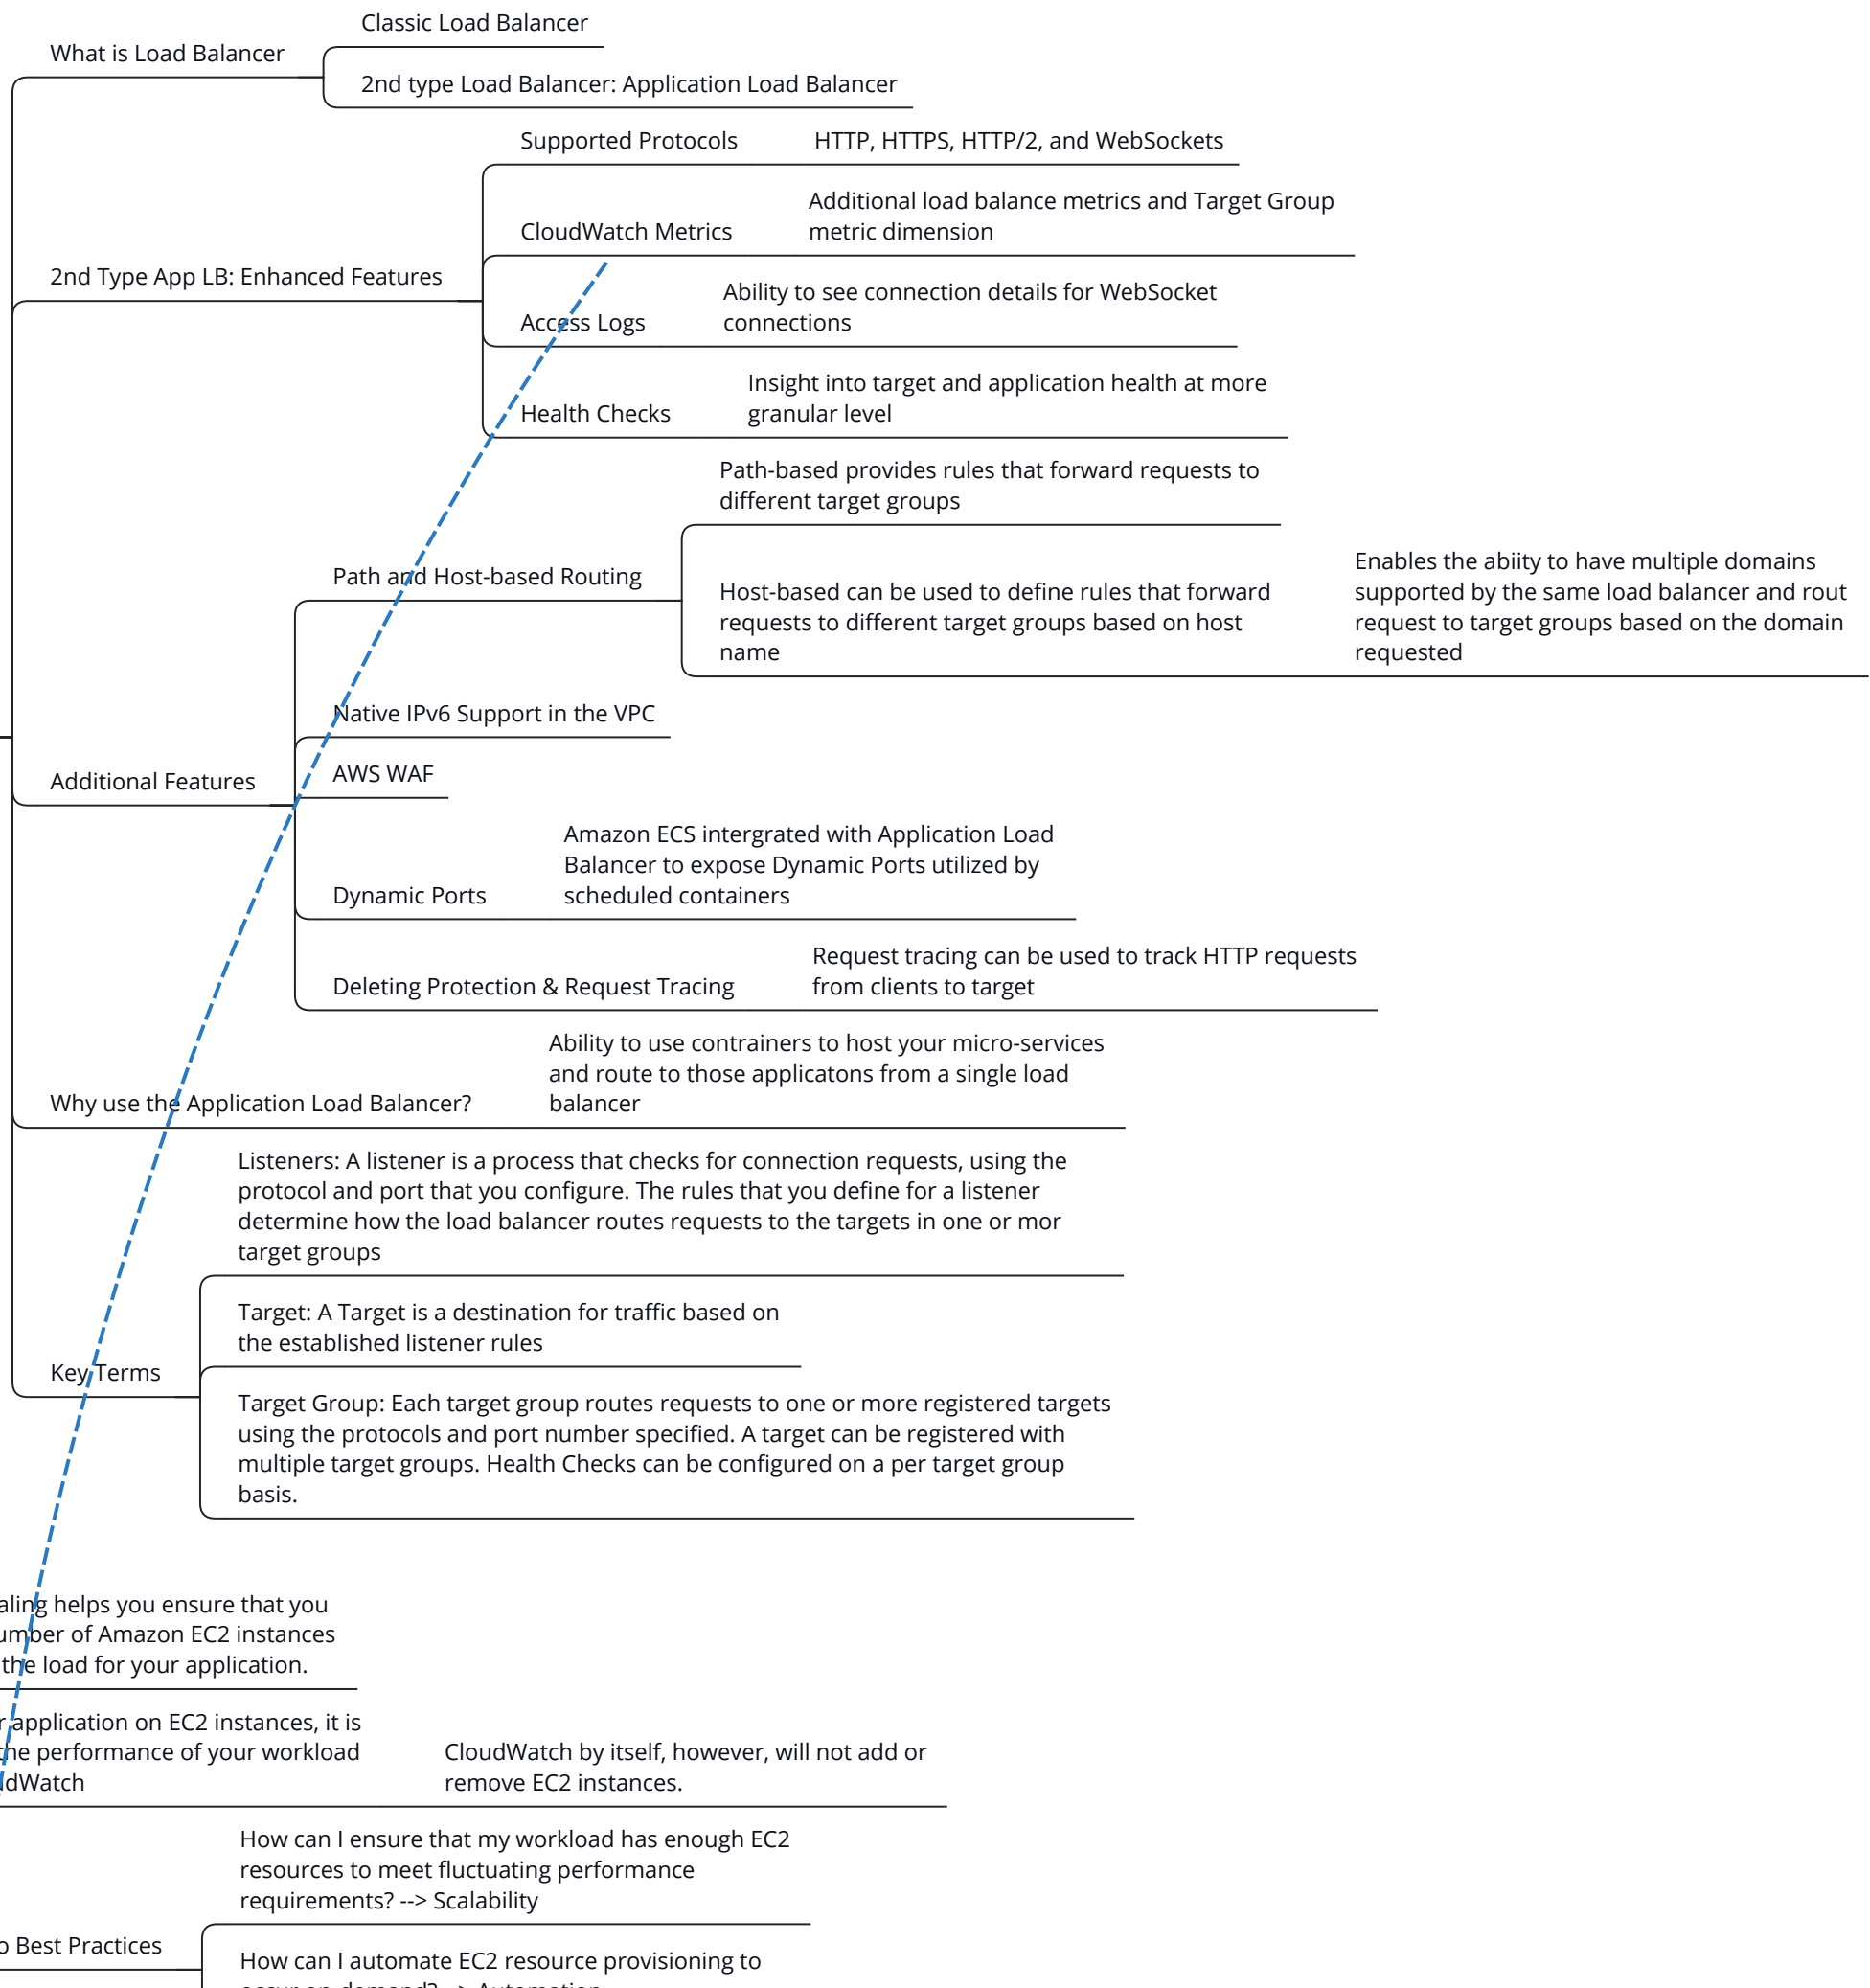 Classic Load Balancer
What is Load Balancer
2nd type Load Balancer: Application Load Balancer
Supported Protocols
HTTP, HTTPS, HTTP/2, and WebSockets
Additional load balance metrics and Target Group
metric dimension
CloudWatch Metrics
2nd Type App LB: Enhanced Features
Ability to see connection details for WebSocket
connections
Access Logs
Insight into target and application health at more
granular level
Health Checks
Path-based provides rules that forward requests to
different target groups
Path and Host-based Routing
Host-based can be used to define rules that forward
requests to different target groups based on host
name
Enables the abiity to have multiple domains
supported by the same load balancer and rout
request to target groups based on the domain
requested
Native IPv6 Support in the VPC
Additional Features
AWS WAF
Amazon ECS intergrated with Application Load
Balancer to expose Dynamic Ports utilized by
scheduled containers
Dynamic Ports
Request tracing can be used to track HTTP requests
from clients to target
Deleting Protection & Request Tracing
Ability to use contrainers to host your micro-services
and route to those applicatons from a single load
balancer
Why use the Application Load Balancer?
Listeners: A listener is a process that checks for connection requests, using the
protocol and port that you configure. The rules that you define for a listener
determine how the load balancer routes requests to the targets in one or mor
target groups
Target: A Target is a destination for traffic based on
the established listener rules
Key Terms
Target Group: Each target group routes requests to one or more registered targets
using the protocols and port number specified. A target can be registered with
multiple target groups. Health Checks can be configured on a per target group
basis.
aling helps you ensure that you
umber of Amazon EC2 instances
the load for your application.
r application on EC2 instances, it is
the performance of your workload
dWatch
CloudWatch by itself, however, will not add or
remove EC2 instances.
How can I ensure that my workload has enough EC2
resources to meet fluctuating performance
requirements? --> Scalability
o Best Practices
How can I automate EC2 resource provisioning to